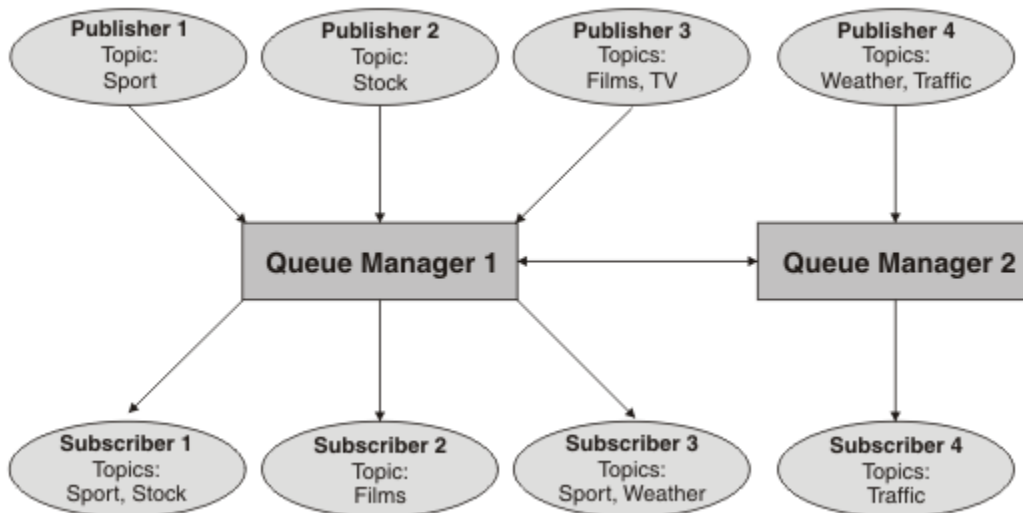 Publisher 1
Topic:
Sport
Publisher 2
Topic:
Stock
Publisher 3
Topics:
Films, TV
Publisher 4
Topics:
Weather, Traffic
Queue Manager 1
Queue Manager 2
Subscriber 1
Topics:
Sport, Stock
Subscriber 2
Topic:
Films
Subscriber 3
Topics:
Sport, Weather
Subscriber 4
Topics:
Traffic